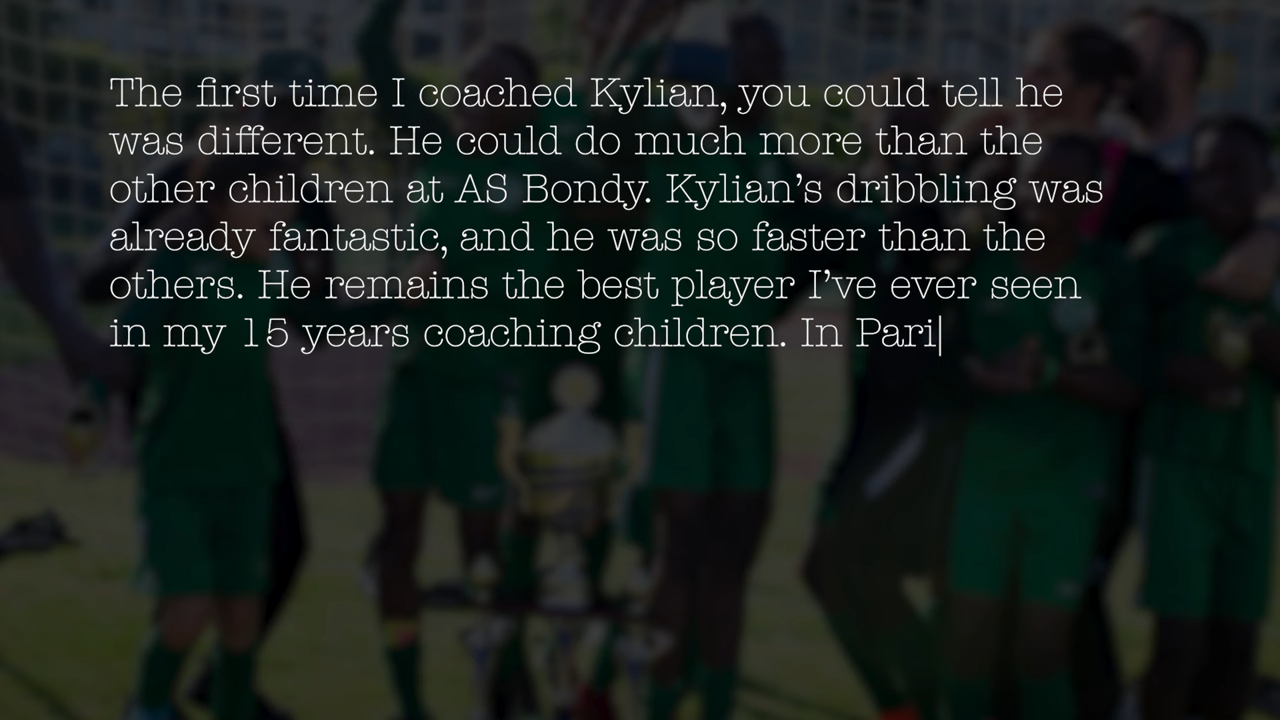 The first time I coached Kylian, you could tell he
was different. He could do much more than the
other children at AS Bondy. Kylian’s dribbling was
already fantastic, and he was so faster than the
others. He remains the best player I’ve ever seen
in my 15 years coaching children. In Pari